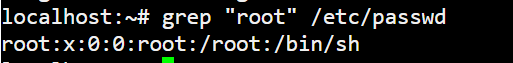 localhost:~# grep "root" /etc/passwd
root:x:0:0:root:/root:/bin/sh